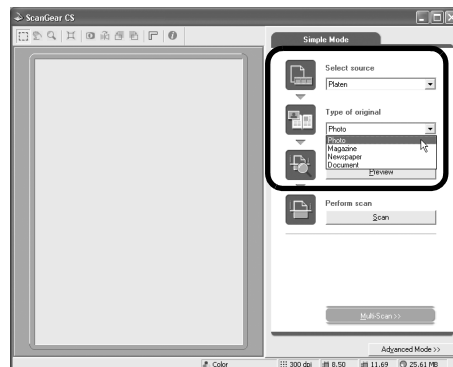 ScanGear CS
Simple Mode
Select source
Platen
Type of original
Photo
Photo
Magazine
Newspaper
Document
Preview
Perform scan
Scan
Multi-Scan >>
Advanced Mode >>
Color 300 dpi 8.50 11.69 25.61 MB